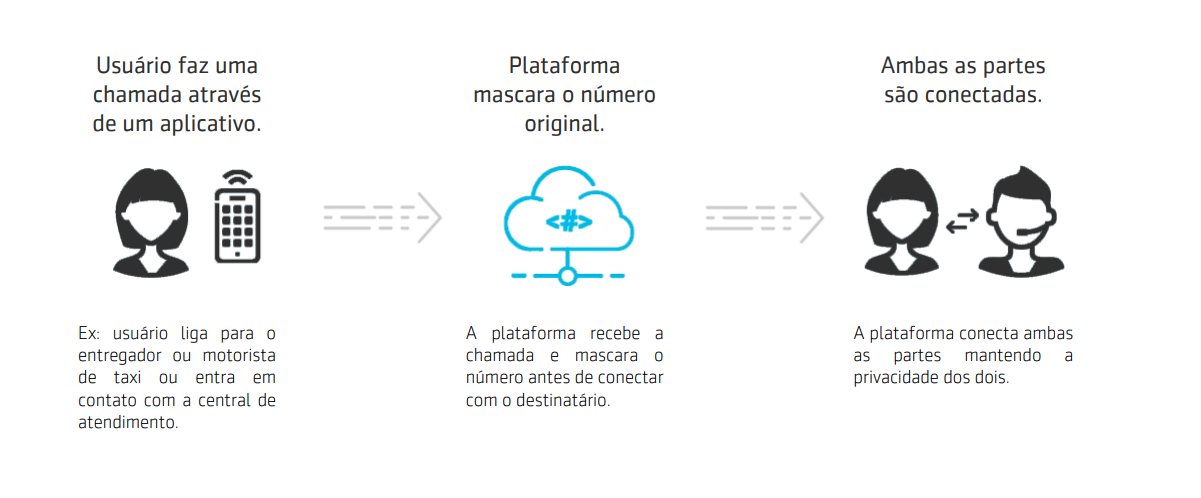 Usuário faz uma
chamada através
de um aplicativo.
Plataforma
mascara o número
original.
Ambas as partes
são conectadas.
<#>
Ex: usuário liga para o
entregador ou motorista
de taxi ou entra em
contato com a central de
atendimento.
A plataforma recebe a
chamada e mascara o
número antes de conectar
com o destinatário.
A plataforma conecta ambas
as partes mantendo a
privacidade dos dois.